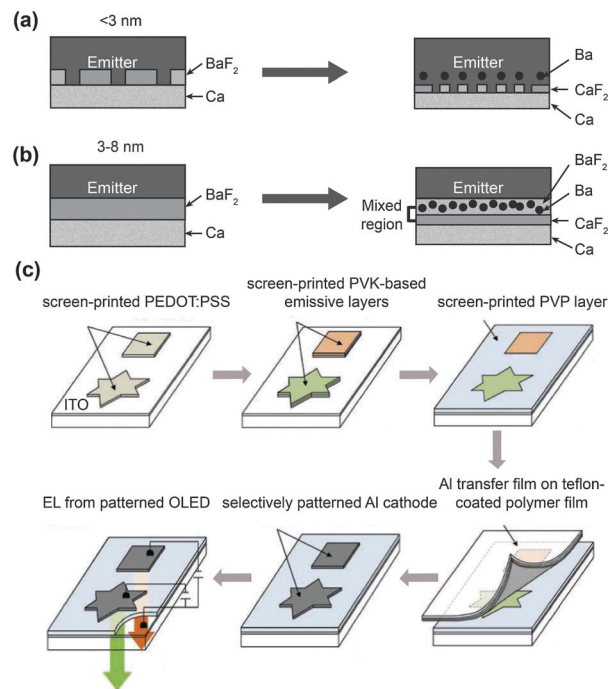 (a)
<3 nm
Emitter
BaF₂
Ca
Emitter
Ba
CaF₂
Ca
(b)
3-8 nm
Emitter
BaF₂
Ca
Emitter
Mixed
region
BaF₂
Ba
CaF₂
Ca
(c)
screen-printed PEDOT:PSS
ITO
screen-printed PVK-based
emissive layers
screen-printed PVP layer
EL from patterned OLED
selectively patterned Al cathode
Al transfer film on teflon-
coated polymer film